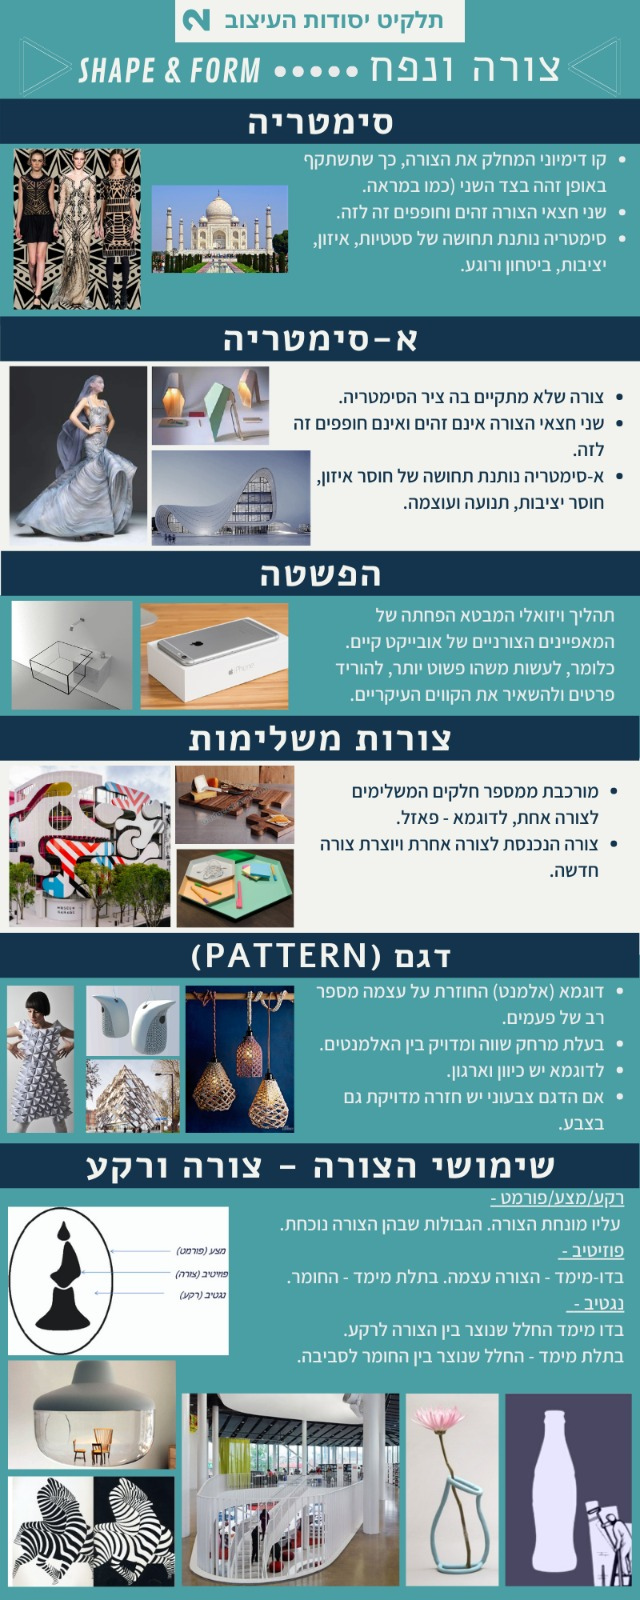 תלקיט יסודות העיצוב 2
צורה ונפח ••••• SHAPE & FORM
סימטריה
• קו דימיוני המחלק את הצורה, כך שתשתקף
באופן זהה בצד השני (כמו במראה.
• שני חצאי הצורה זהים וחופפים זה לזה.
• סימטריה נותנת תחושה של סטטיות, איזון,
יציבות, ביטחון ורוגע.
א-סימטריה
• צורה שלא מתקיים בה ציר הסימטריה.
• שני חצאי הצורה אינם זהים ואינם חופפים זה
לזה.
• א-סימטריה נותנת תחושה של חוסר איזון,
חוסר יציבות, תנועה ועוצמה.
הפשטה
תהליך ויזואלי המבטא הפחתה של
המאפיינים הצורניים של אובייקט קיים.
כלומר, לעשות משהו פשוט יותר, להוריד
פרטים ולהשאיר את הקווים העיקריים.
iPhone
צורות משלימות
• מורכבת ממספר חלקים המשלימים
לצורה אחת, לדוגמא - פאזל.
• צורה הנכנסת לצורה אחרת ויוצרת צורה
חדשה.
דגם (PATTERN)
• דוגמא (אלמנט) החוזרת על עצמה מספר
רב של פעמים.
• בעלת מרחק שווה ומדויק בין האלמנטים.
• לדוגמא יש כיוון וארגון.
• אם הדגם צבעוני יש חזרה מדויקת גם
בצבע.
שימושי הצורה - צורה ורקע
רקע/מצע/פורמט -
עליו מונחת הצורה. הגבולות שבהן הצורה נוכחת.
פוזיטיב -
בדו-מימד - הצורה עצמה. בתלת מימד - החומר.
נגטיב -
בדו מימד החלל שנוצר בין הצורה לרקע.
בתלת מימד - החלל שנוצר בין החומר לסביבה.
מצע (פורמט)
פוזיטיב (צורה)
נגטיב (רקע)